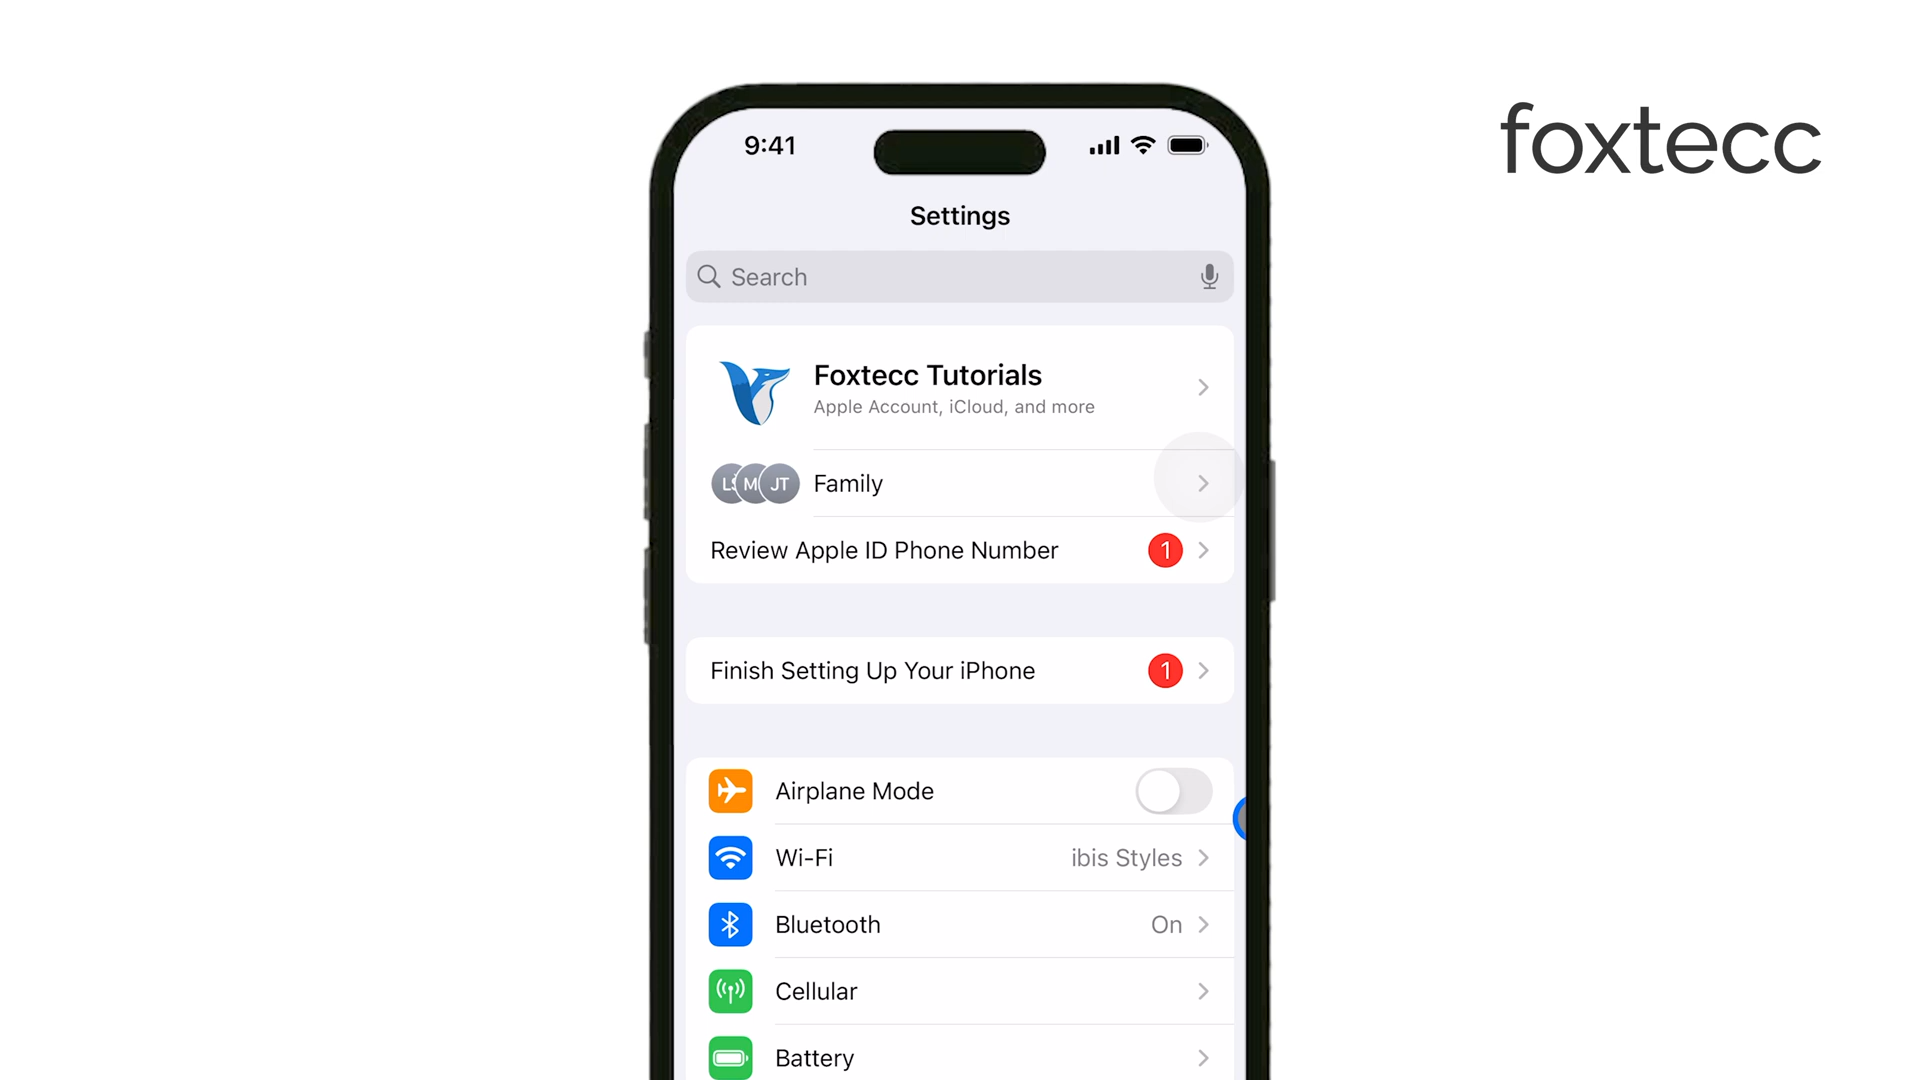 foxtecc
9:41
Settings
Search
Foxtecc Tutorials
Apple Account, iCloud, and more
M JT Family
Review Apple ID Phone Number 1
Finish Setting Up Your iPhone 1
Airplane Mode
Wi-Fi ibis Styles
Bluetooth On
Cellular
Battery